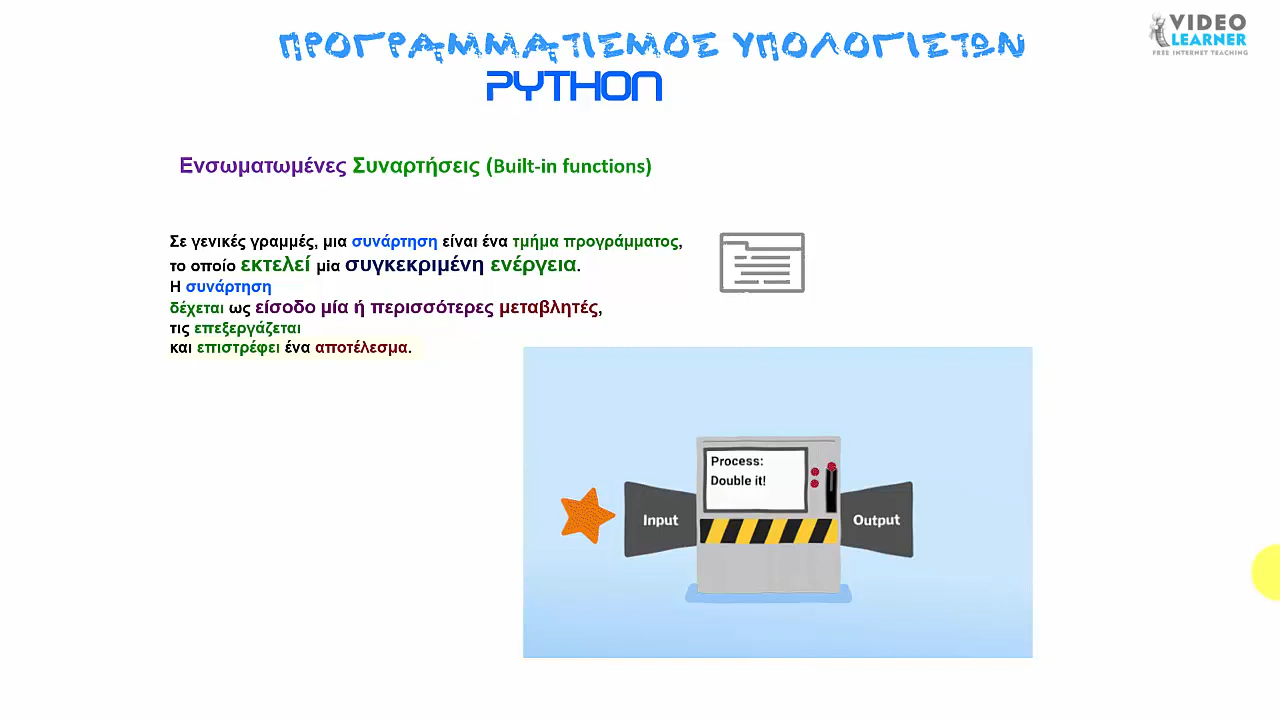 ΠΡΟΓΡΑΜΜΑΤΙΣΜΟΣ ΥΠΟΛΟΓΙΣΤΩΝ
PYTHON
VIDEO
LEARNER
FREE INTERNET TEACHING
Ενσωματωμένες Συναρτήσεις (Built-in functions)
Σε γενικές γραμμές, μια συνάρτηση είναι ένα τμήμα προγράμματος,
το οποίο εκτελεί μία συγκεκριμένη ενέργεια.
Η συνάρτηση
δέχεται ως είσοδο μία ή περισσότερες μεταβλητές,
τις επεξεργάζεται
και επιστρέφει ένα αποτέλεσμα.
Process:
Double it!
Input
Output